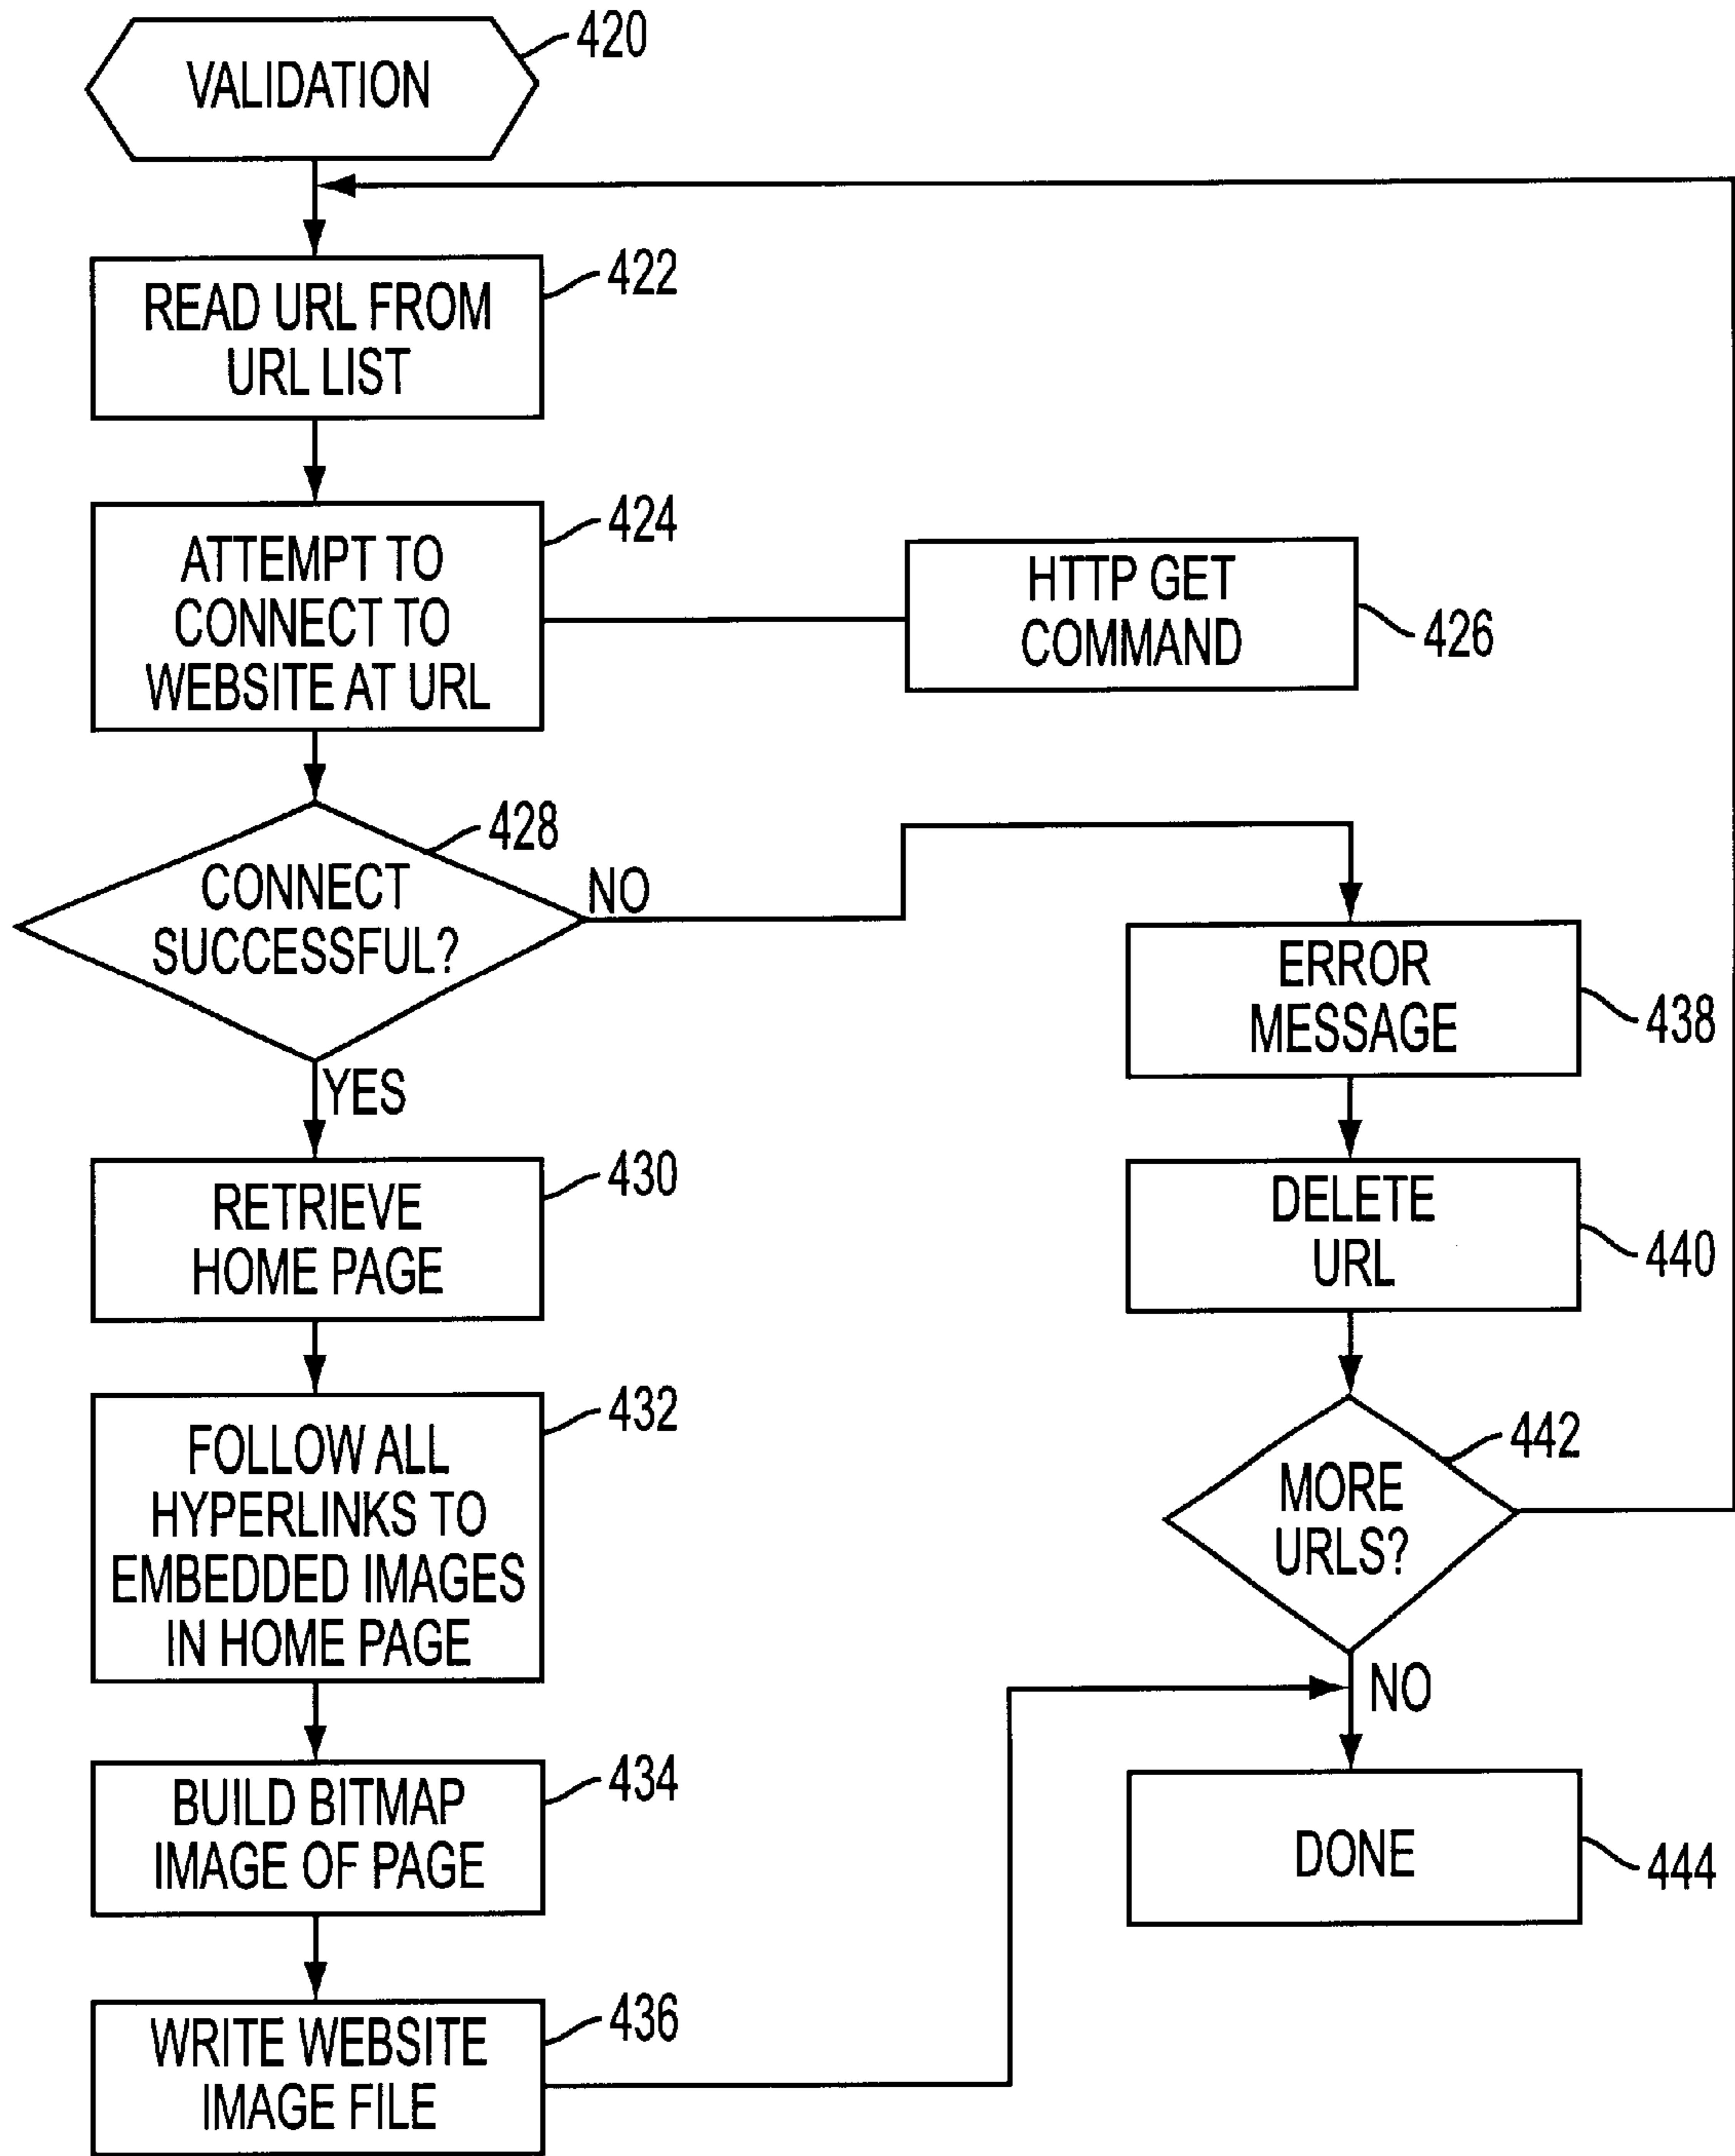 VALIDATION
420
READ URL FROM
URL LIST
422
ATTEMPT TO
CONNECT TO
WEBSITE AT URL
424
HTTP GET
COMMAND
426
CONNECT
SUCCESSFUL?
428
NO
YES
RETRIEVE
HOME PAGE
430
FOLLOW ALL
HYPERLINKS TO
EMBEDDED IMAGES
IN HOME PAGE
432
BUILD BITMAP
IMAGE OF PAGE
434
WRITE WEBSITE
IMAGE FILE
436
ERROR
MESSAGE
438
DELETE
URL
440
MORE
URLS?
442
NO
DONE
444